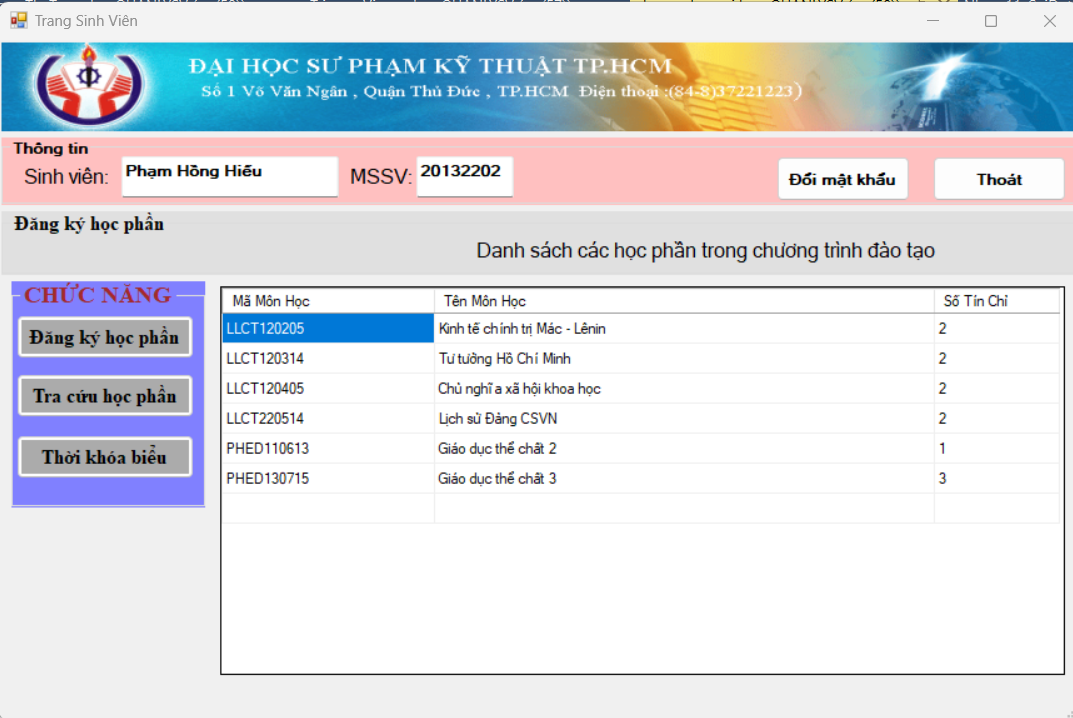 Trang Sinh Viên
ĐẠI HỌC SƯ PHẠM KỸ THUẬT TP.HCM
Số 1 Võ Văn Ngân , Quận Thủ Đức , TP.HCM Điện thoại :(84-8)37221223)
Thông tin
Sinh viên: Phạm Hồng Hiếu MSSV: 20132202 Đổi mật khẩu Thoát
Đăng ký học phần
Danh sách các học phần trong chương trình đào tạo
CHỨC NĂNG
Đăng ký học phần
Tra cứu học phần
Thời khóa biểu
Mã Môn Học Tên Môn Học Số Tín Chỉ
LLCT120205 Kinh tế chính trị Mác - Lênin 2
LLCT120314 Tư tưởng Hồ Chí Minh 2
LLCT120405 Chủ nghĩa xã hội khoa học 2
LLCT220514 Lịch sử Đảng CSVN 2
PHED110613 Giáo dục thể chất 2 1
PHED130715 Giáo dục thể chất 3 3